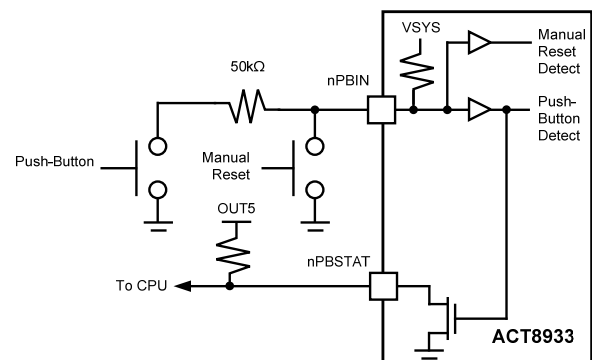 VSYS
Manual
Reset
Detect
50kΩ
nPBIN
Push-
Button
Detect
Push-Button
Manual
Reset
OUT5
nPBSTAT
To CPU
ACT8933